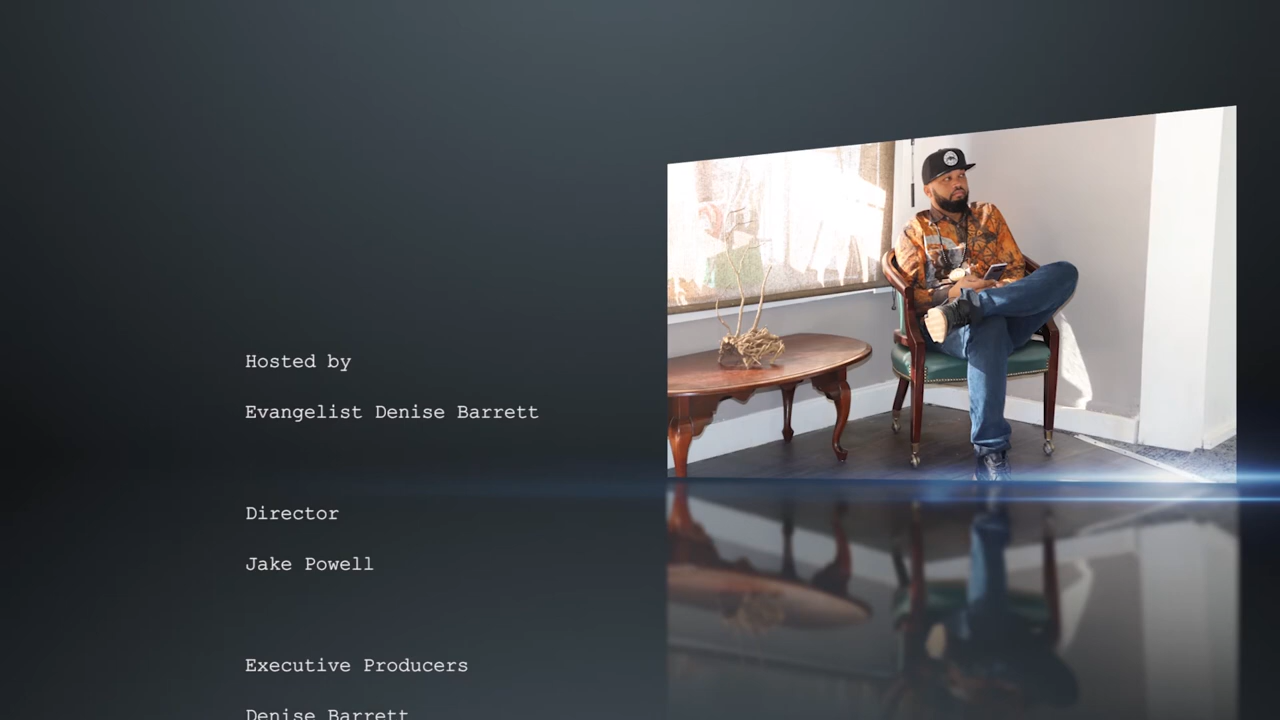 Hosted by
Evangelist Denise Barrett
Director
Jake Powell
Executive Producers
Denise Barrett